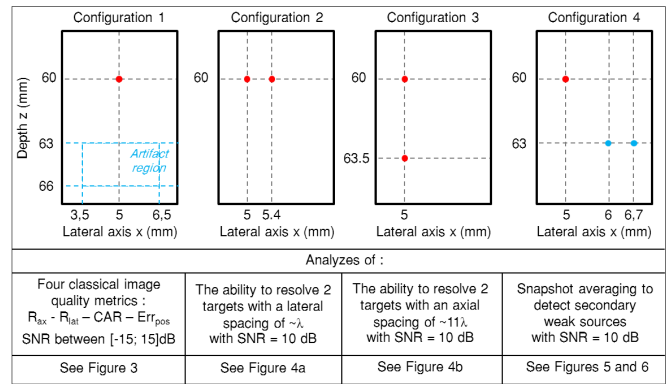 Configuration 1
Configuration 2
Configuration 3
Configuration 4
Depth z (mm)
60
63
66
Artifact
region
3,5
5
6,5
Lateral axis x (mm)
60
5
5.4
Lateral axis x (mm)
60
63.5
5
Lateral axis x (mm)
60
63
5
6
6,7
Lateral axis x (mm)
Analyzes of :
Four classical image
quality metrics :
Rax - Rlat – CAR – Errpos
SNR between [-15; 15]dB
The ability to resolve 2
targets with a lateral
spacing of ~λ
with SNR = 10 dB
The ability to resolve 2
targets with an axial
spacing of ~11λ
with SNR = 10 dB
Snapshot averaging to
detect secondary
weak sources
with SNR = 10 dB
See Figure 3
See Figure 4a
See Figure 4b
See Figures 5 and 6